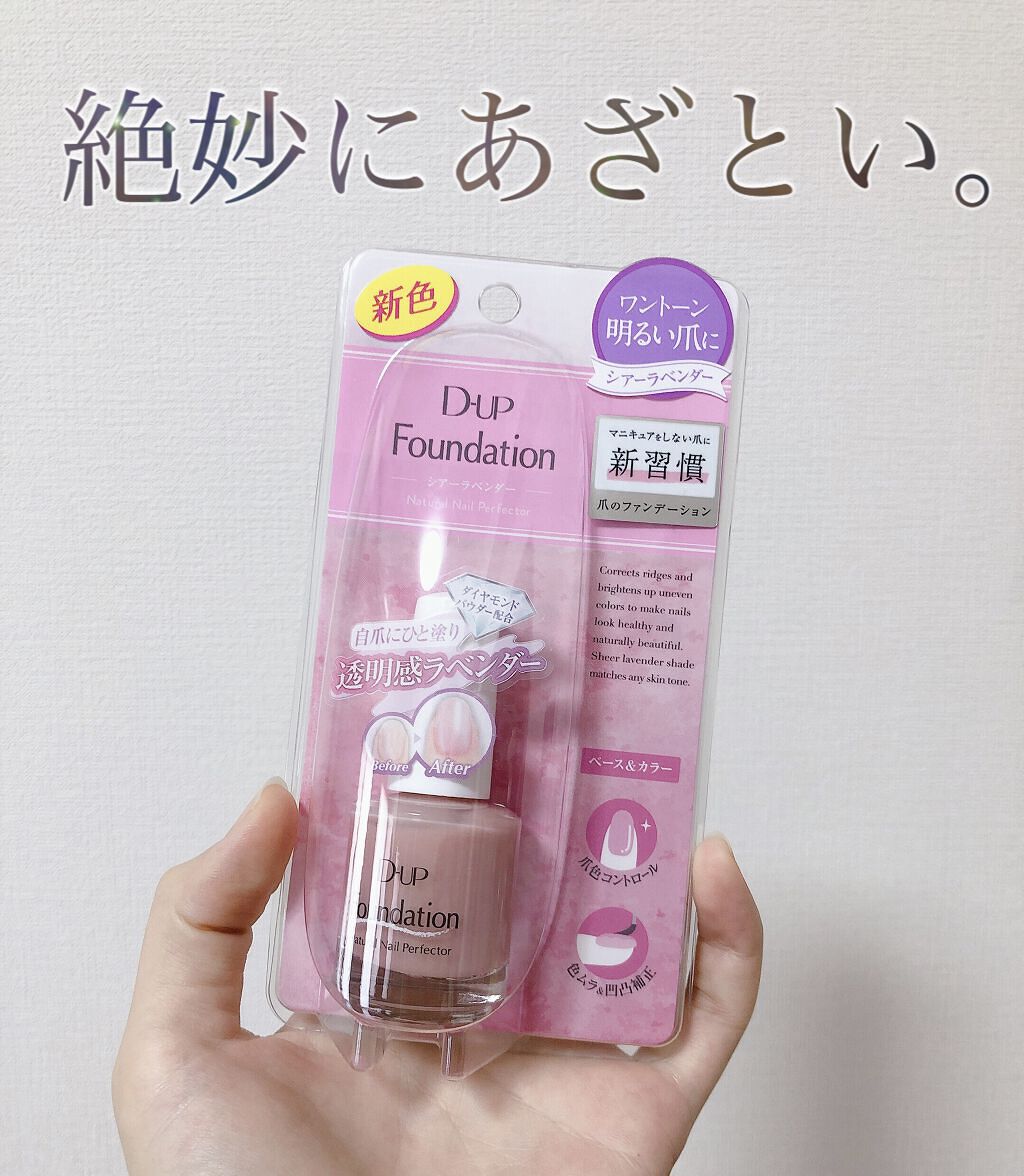 絶妙にあざとい。
新色
ワントーン
明るい爪に
シアーラベンダー
D-UP
Foundation
シアーラベンダー
Natural Nail Perfector
マニキュアをしない爪に
新習慣
爪のファンデーション
Corrects ridges and
brightens up uneven
colors to make nails
look healthy and
naturally beautiful.
Sheer lavender shade
matches any skin tone.
ダイヤモンド
パウダー配合
自爪にひと塗り
透明感ラベンダー
Before
After
ベース&カラー
爪色コントロール
色ムラ&凹凸補正
D-UP
Foundation
Natural Nail Perfector